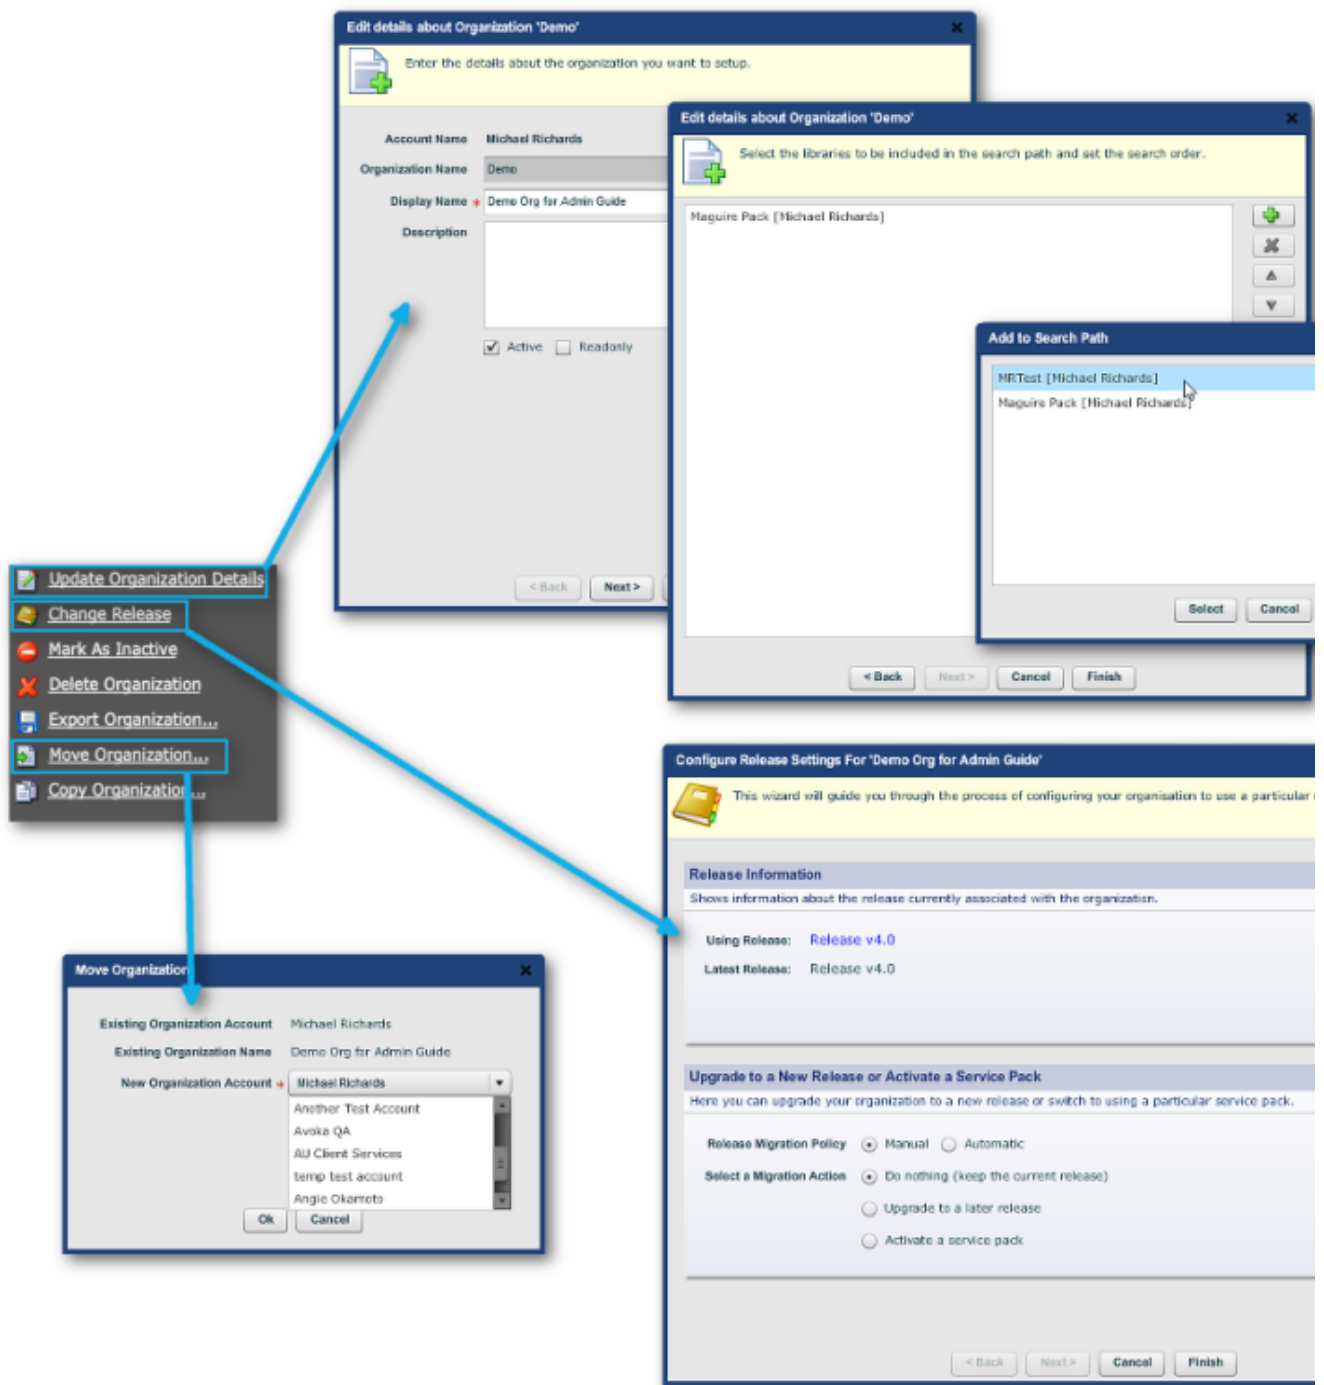 Edit details about Organization 'Demo'
Enter the details about the organization you want to setup.
Account Name Michael Richards
Organization Name Demo
Display Name * Demo Org for Admin Guide
Description
Active Readonly
< Back Next >
Edit details about Organization 'Demo'
Select the libraries to be included in the search path and set the search order.
Maguire Pack [Michael Richards]
Add to Search Path
MRTest [Michael Richards]
Maguire Pack [Michael Richards]
Select Cancel
< Back Next > Cancel Finish
Update Organization Details
Change Release
Mark As Inactive
Delete Organization
Export Organization...
Move Organization...
Copy Organization...
Configure Release Settings For 'Demo Org for Admin Guide'
This wizard will guide you through the process of configuring your organisation to use a particular
Release Information
Shows information about the release currently associated with the organization.
Using Release: Release v4.0
Latest Release: Release v4.0
Upgrade to a New Release or Activate a Service Pack
Here you can upgrade your organization to a new release or switch to using a particular service pack.
Release Migration Policy Manual Automatic
Select a Migration Action Do nothing (keep the current release)
Upgrade to a later release
Activate a service pack
< Back Next > Cancel Finish
Move Organization
Existing Organization Account Michael Richards
Existing Organization Name Demo Org for Admin Guide
New Organization Account * Michael Richards
Another Test Account
Avoka QA
AU Client Services
temp test account
Angie Okamoto
Ok Cancel